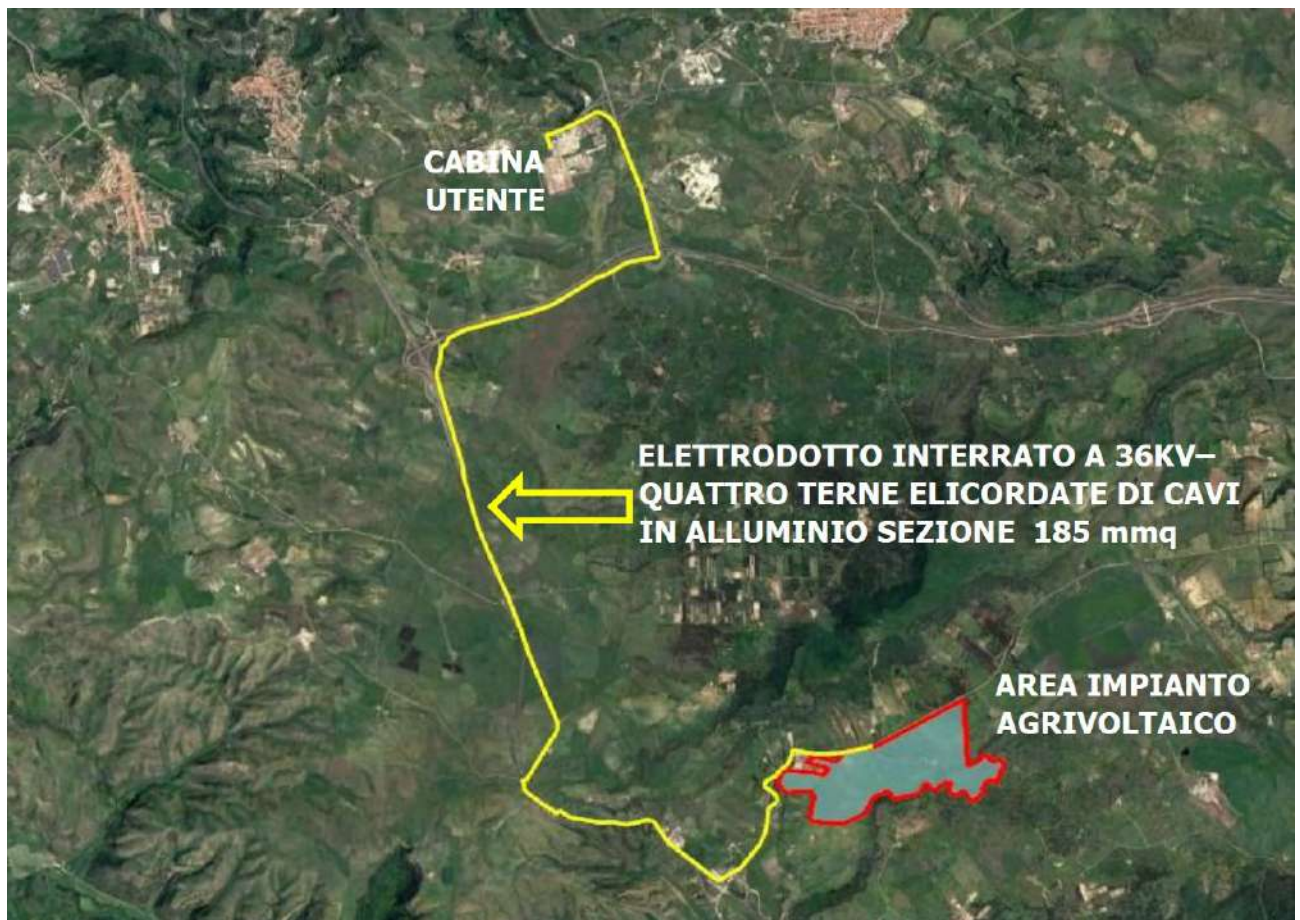 CABINA
UTENTE
ELETTRODOTTO INTERRATO A 36KV–
QUATTRO TERNE ELICORDATE DI CAVI
IN ALLUMINIO SEZIONE 185 mmq
AREA IMPIANTO
AGRIVOLTAICO